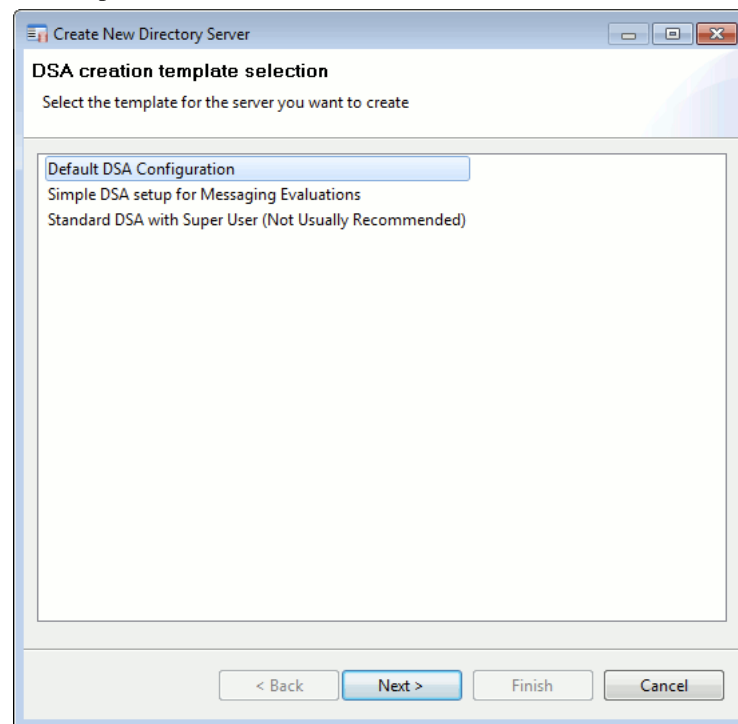 Create New Directory Server
DSA creation template selection
Select the template for the server you want to create
Default DSA Configuration
Simple DSA setup for Messaging Evaluations
Standard DSA with Super User (Not Usually Recommended)
< Back Next > Finish Cancel